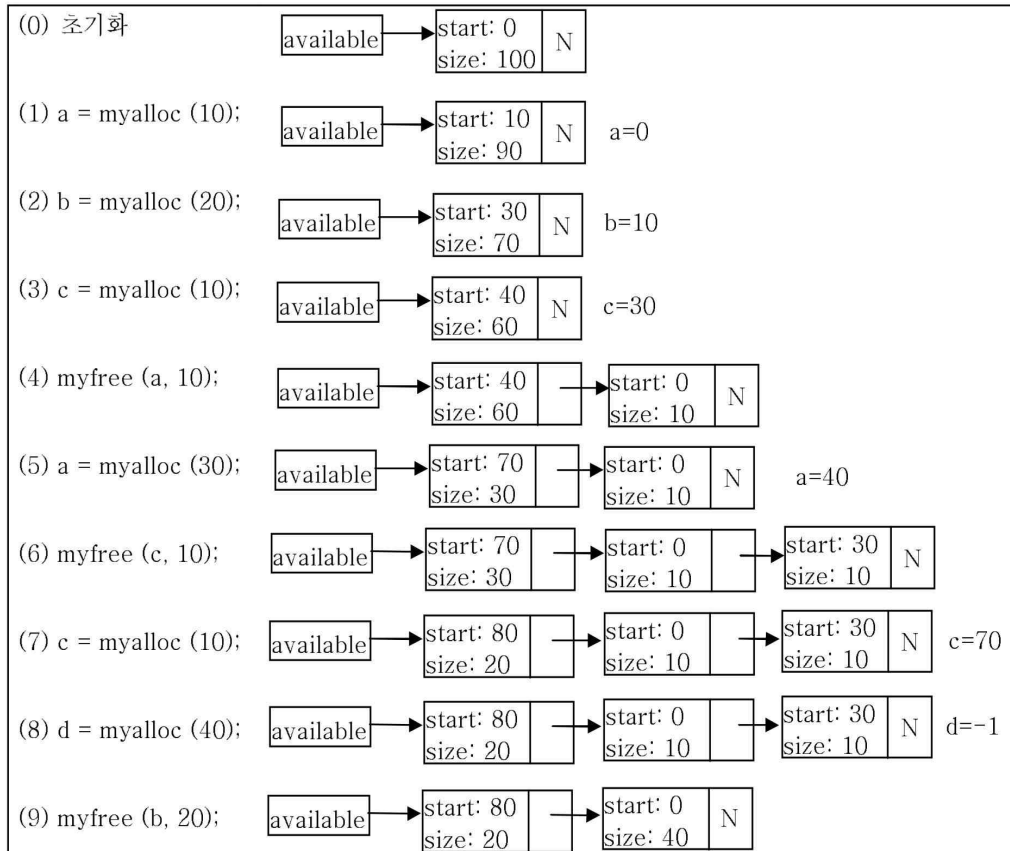 (0) 초기화
available
start: 0
size: 100
N
(1) a = myalloc (10);
available
start: 10
size: 90
N
a=0
(2) b = myalloc (20);
available
start: 30
size: 70
N
b=10
(3) c = myalloc (10);
available
start: 40
size: 60
N
c=30
(4) myfree (a, 10);
available
start: 40
size: 60
start: 0
size: 10
N
(5) a = myalloc (30);
available
start: 70
size: 30
start: 0
size: 10
N
a=40
(6) myfree (c, 10);
available
start: 70
size: 30
start: 0
size: 10
start: 30
size: 10
N
(7) c = myalloc (10);
available
start: 80
size: 20
start: 0
size: 10
start: 30
size: 10
N
c=70
(8) d = myalloc (40);
available
start: 80
size: 20
start: 0
size: 10
start: 30
size: 10
N
d=-1
(9) myfree (b, 20);
available
start: 80
size: 20
start: 0
size: 40
N